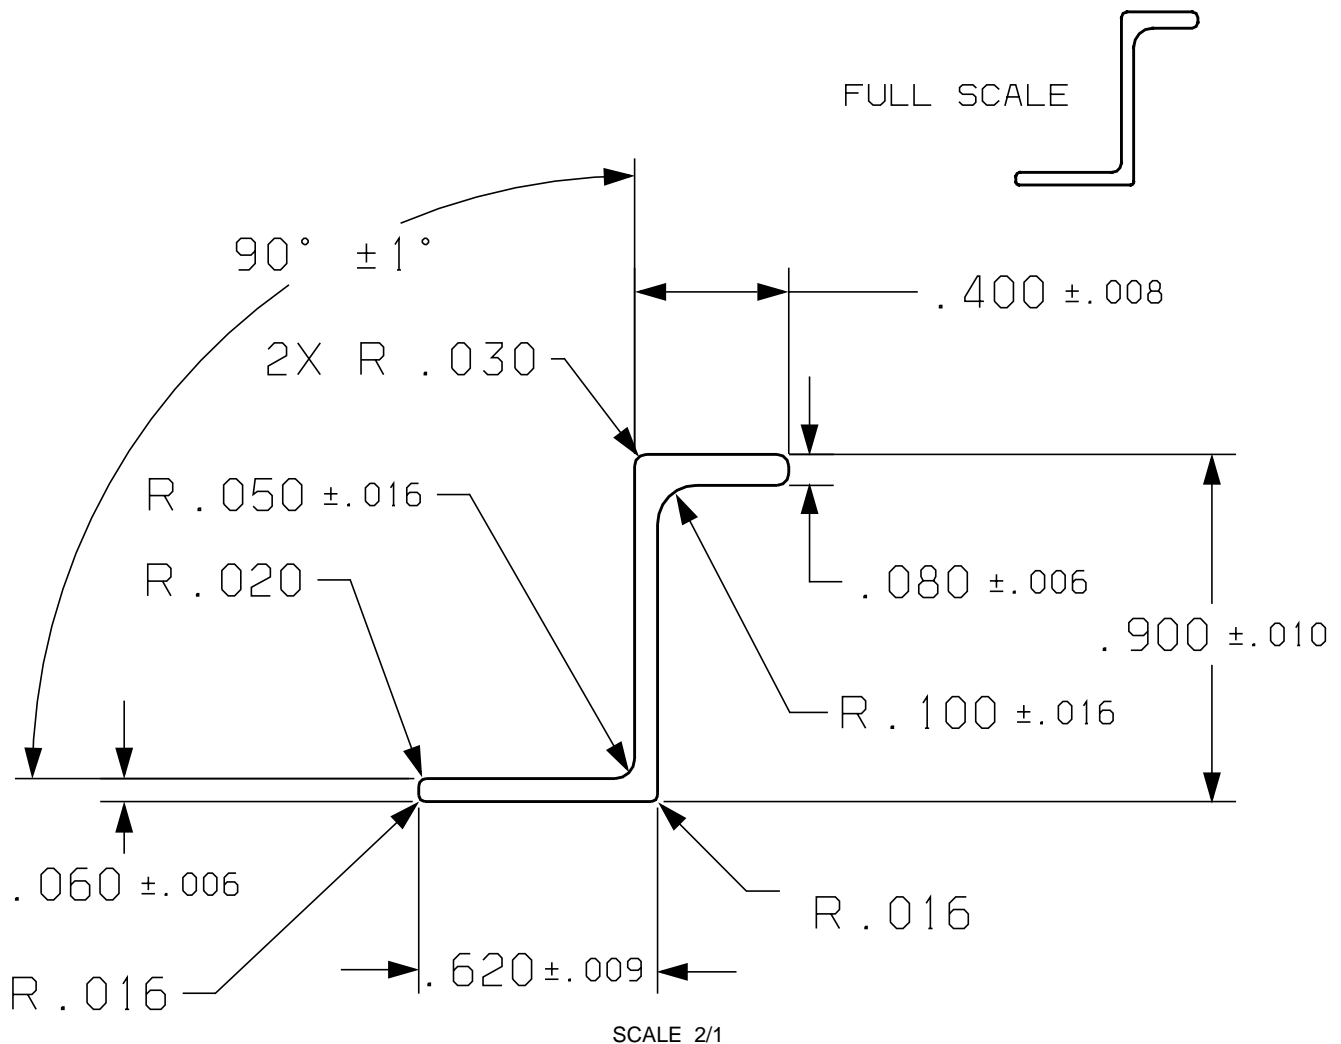 FULL SCALE
90° ±1°
.400 ±.008
2X R .030
R .050 ±.016
R .020
.080 ±.006
.900 ±.010
R .100 ±.016
.060 ±.006
R .016
.620 ±.009
R .016
SCALE 2/1